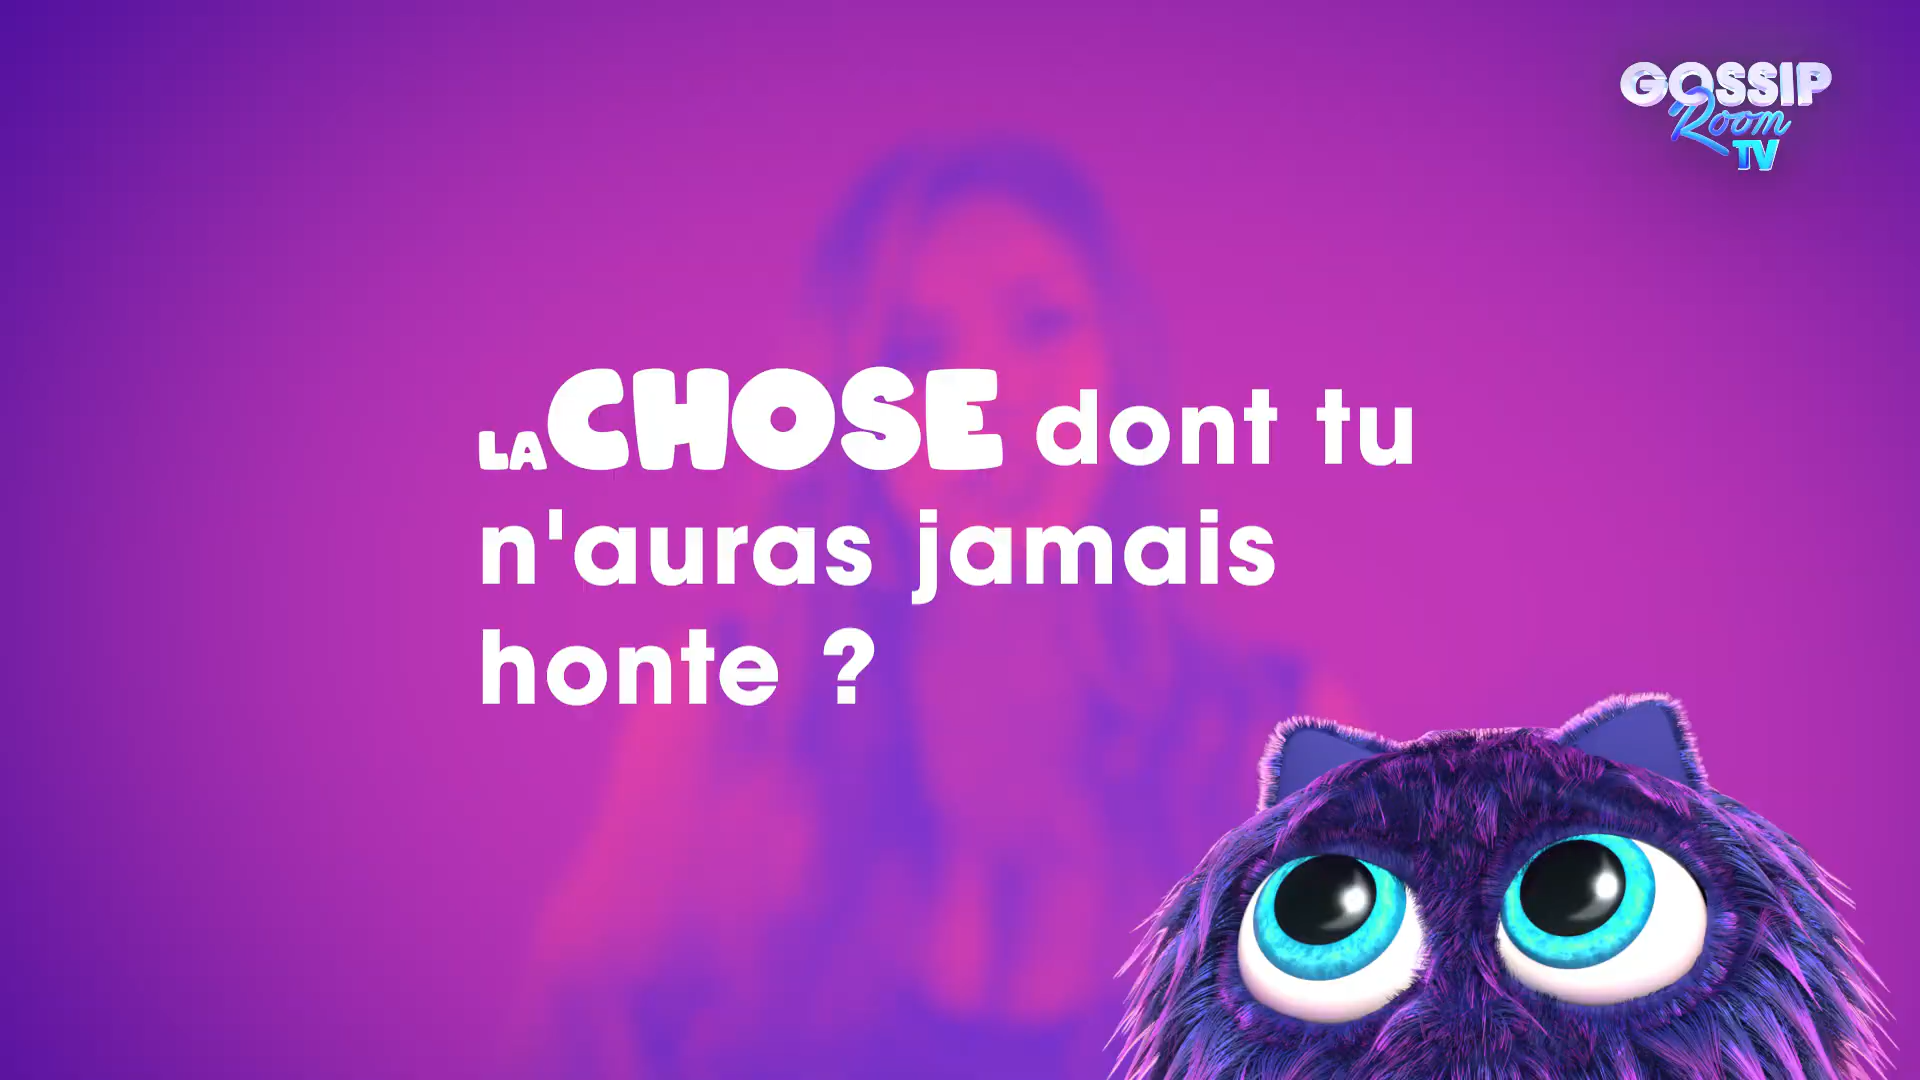 GOSSIP
Room
TV
LA CHOSE dont tu
n'auras jamais
honte ?